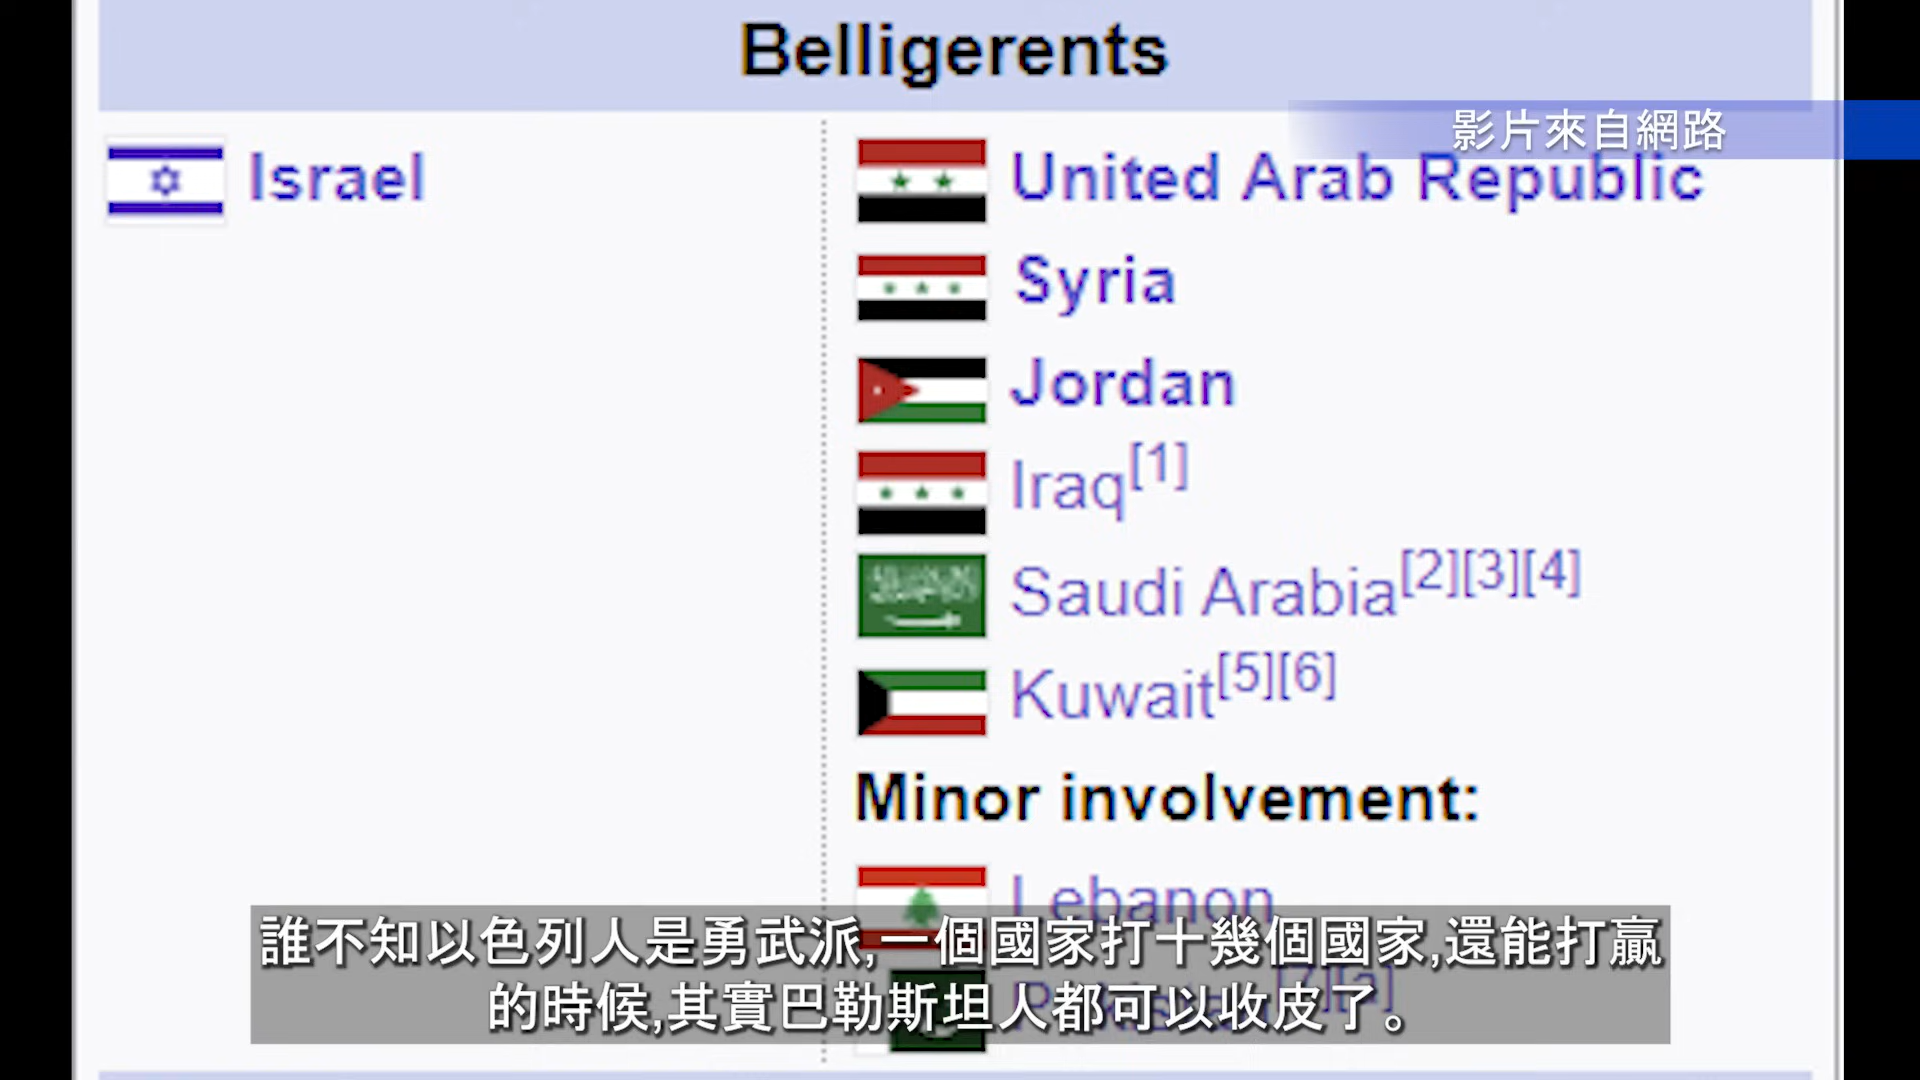 Belligerents
影片來自網路
Israel
United Arab Republic
Syria
Jordan
Iraq[1]
Saudi Arabia[2][3][4]
Kuwait[5][6]
Minor involvement:
Lebanon
[7][a]
誰不知以色列人是勇武派,一個國家打十幾個國家,還能打贏
的時候,其實巴勒斯坦人都可以收皮了。